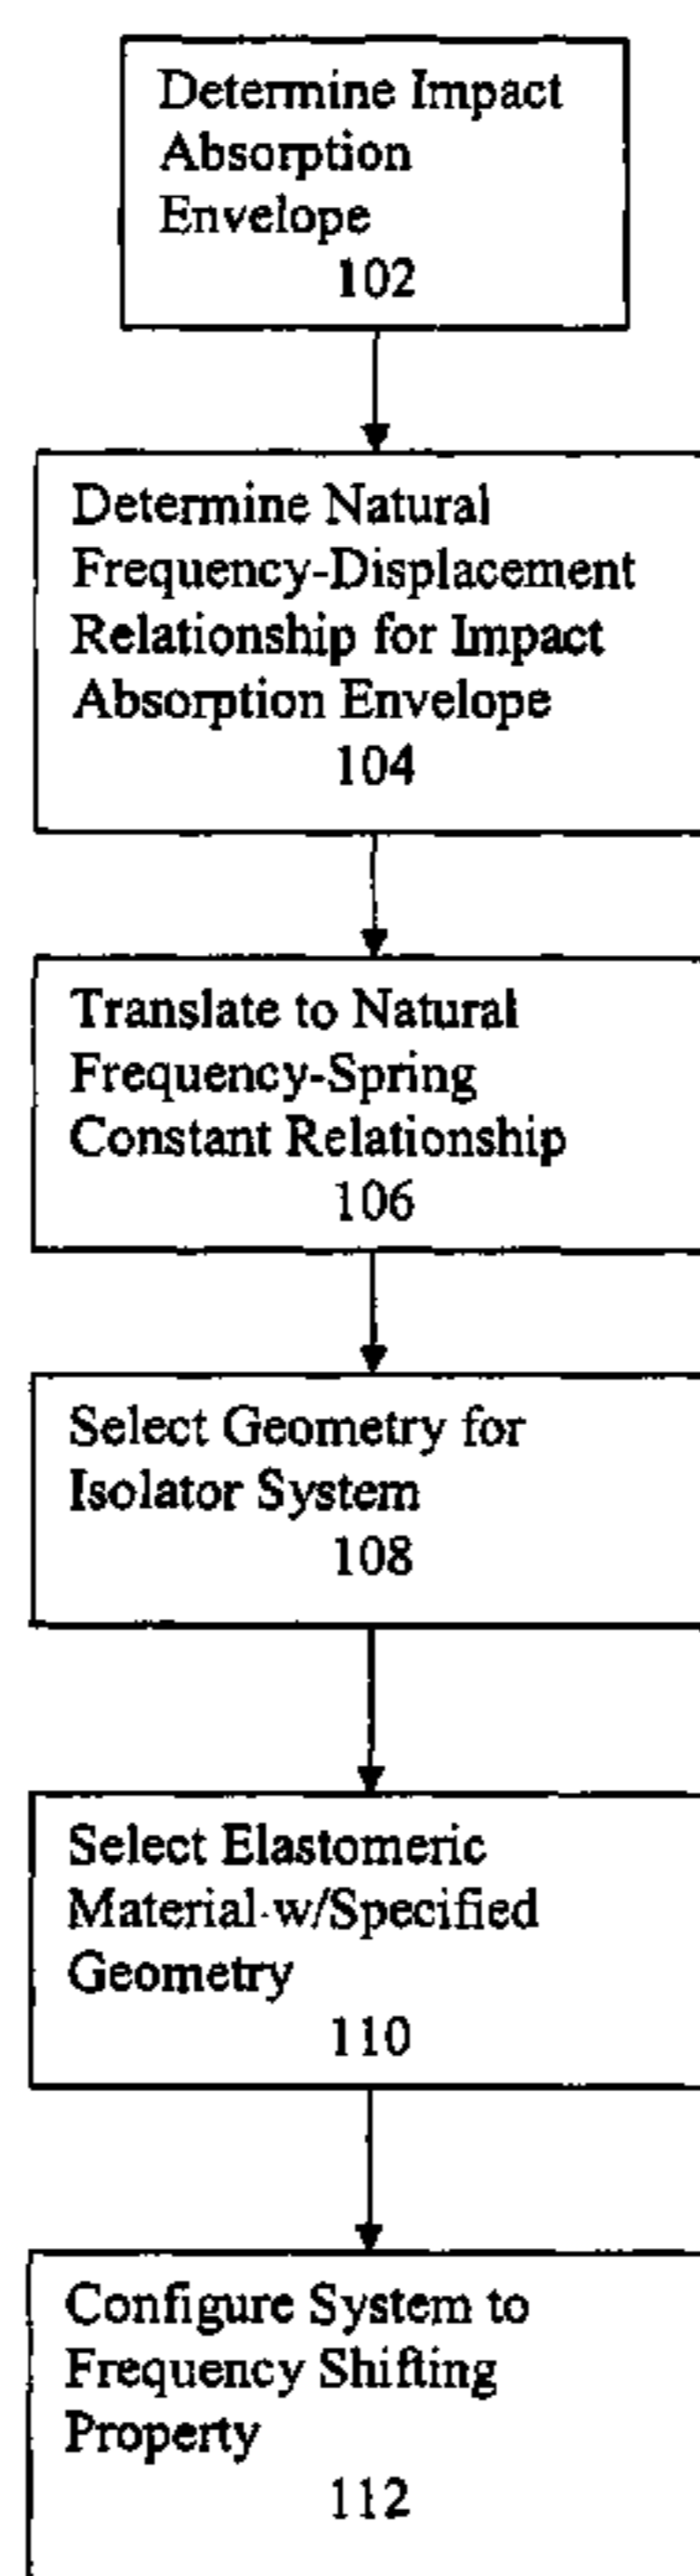 Determine Impact
Absorption
Envelope
102
Determine Natural
Frequency-Displacement
Relationship for Impact
Absorption Envelope
104
Translate to Natural
Frequency-Spring
Constant Relationship
106
Select Geometry for
Isolator System
108
Select Elastomeric
Material w/Specified
Geometry
110
Configure System to
Frequency Shifting
Property
112